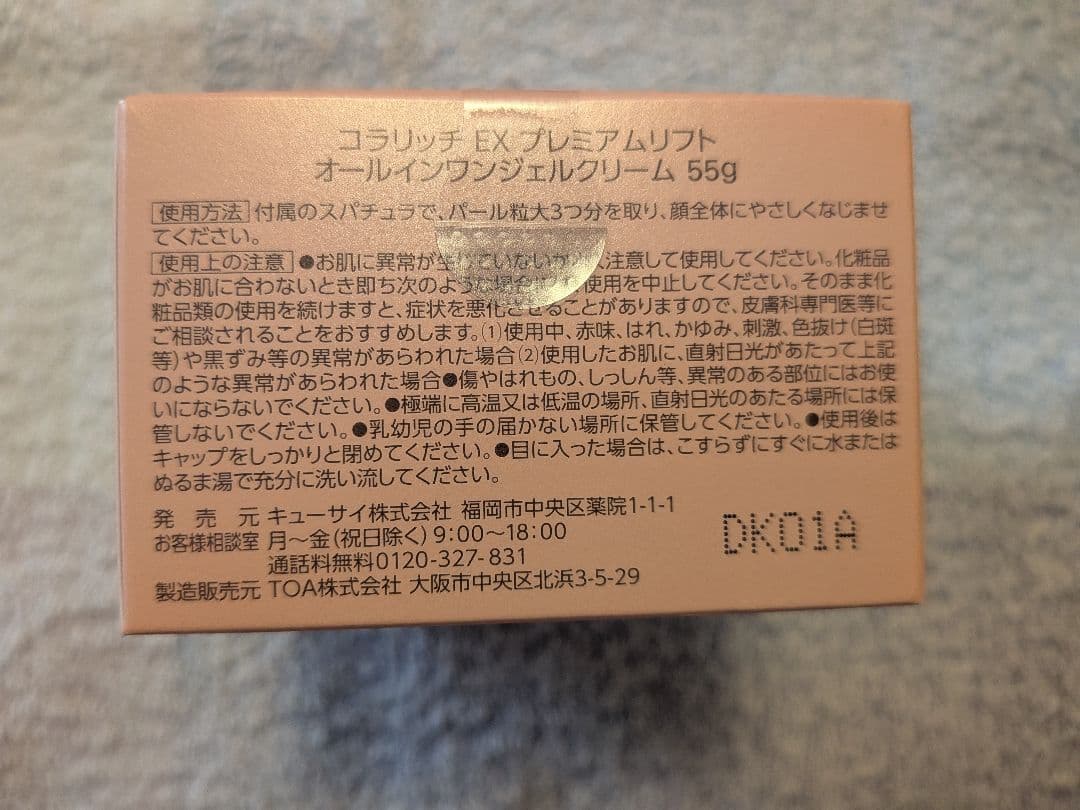 コラリッチ EX プレミアムリフト
オールインワンジェルクリーム 55g
使用方法 付属のスパチュラで、パール粒大3つ分を取り、顔全体にやさしくなじませ
てください。
使用上の注意 ●お肌に異常が生じていないか 注意して使用してください。化粧品
がお肌に合わないとき即ち次のような場合には、使用を中止してください。そのまま化
粧品類の使用を続けますと、症状を悪化させることがありますので、皮膚科専門医等に
ご相談されることをおすすめします。(1)使用中、赤味、はれ、かゆみ、刺激、色抜け(白斑
等)や黒ずみ等の異常があらわれた場合(2)使用したお肌に、直射日光があたって上記
のような異常があらわれた場合●傷やはれもの、しっしん等、異常のある部位にはお使
いにならないでください。●極端に高温又は低温の場所、直射日光のあたる場所には保
管しないでください。●乳幼児の手の届かない場所に保管してください。●使用後は
キャップをしっかりと閉めてください。●目に入った場合は、こすらずにすぐに水または
ぬるま湯で充分に洗い流してください。
発売元 キューサイ株式会社 福岡市中央区薬院1-1-1
お客様相談室 月～金(祝日除く)9:00～18:00
通話料無料0120-327-831
製造販売元 TOA株式会社 大阪市中央区北浜3-5-29
DK01A